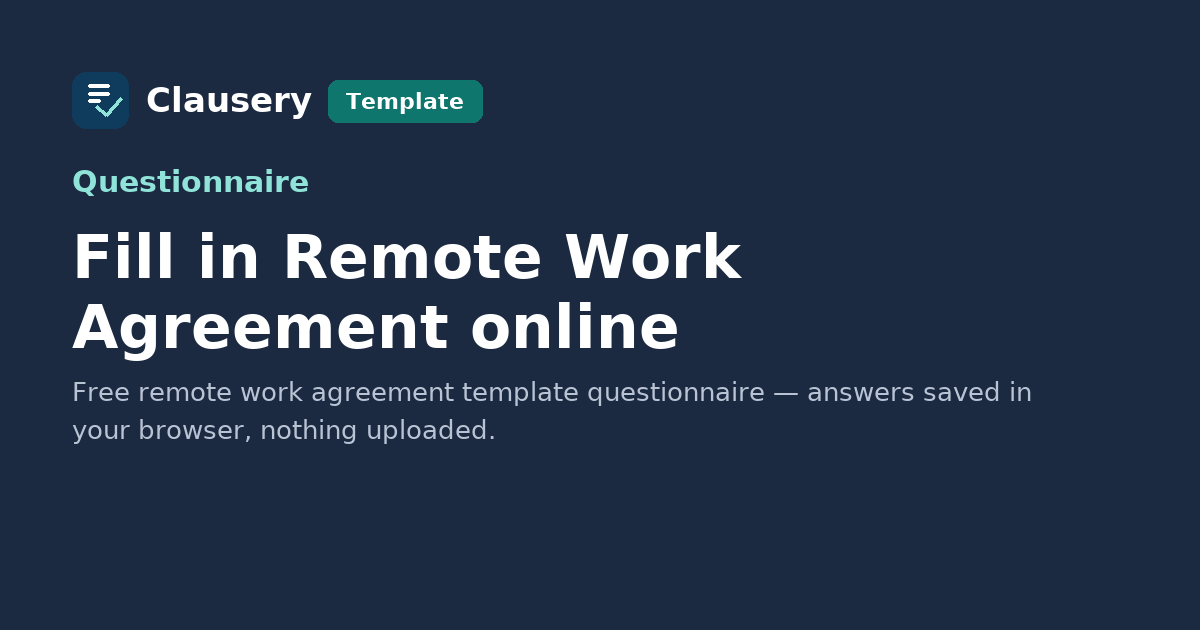 Clausery
Template
Questionnaire
Fill in Remote Work
Agreement online
Free remote work agreement template questionnaire — answers saved in
your browser, nothing uploaded.